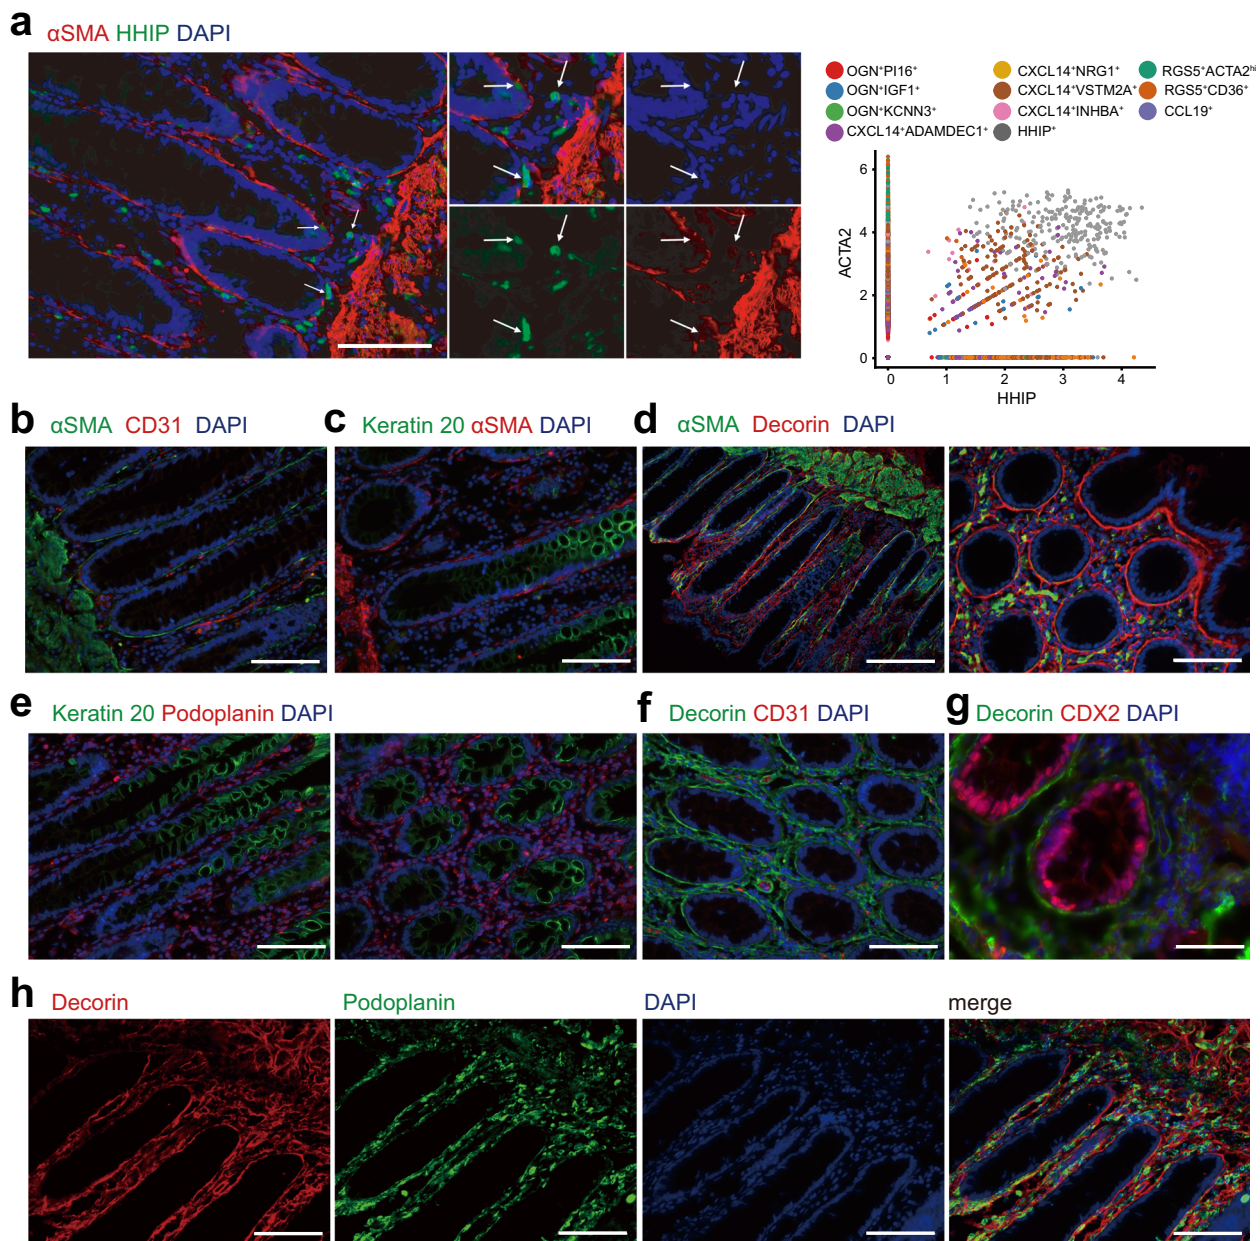 a αSMA HHIP DAPI
OGN⁺PI16⁺ CXCL14⁺NRG1⁺ RGS5⁺ACTA2ʰⁱ
OGN⁺IGF1⁺ CXCL14⁺VSTM2A⁺ RGS5⁺CD36⁺
OGN⁺KCNN3⁺ CXCL14⁺INHBA⁺ CCL19⁺
CXCL14⁺ADAMDEC1⁺ HHIP⁺
6
4
2
0
ACTA2
0 1 2 3 4
HHIP
b αSMA CD31 DAPI
c Keratin 20 αSMA DAPI
d αSMA Decorin DAPI
e Keratin 20 Podoplanin DAPI
f Decorin CD31 DAPI
g Decorin CDX2 DAPI
h Decorin Podoplanin DAPI merge